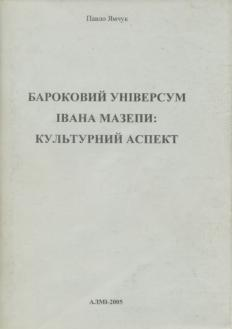 Павло Ямчук
БАРОКОВИЙ УНІВЕРСУМ
ІВАНА МАЗЕПИ:
КУЛЬТУРНИЙ АСПЕКТ
АЛМІ-2005